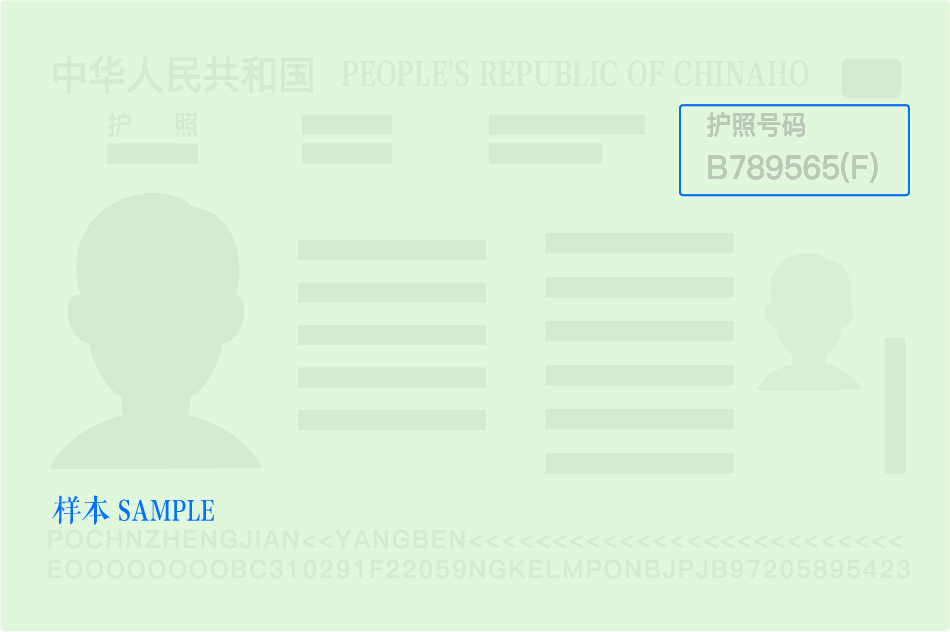 中华人民共和国 PEOPLE'S REPUBLIC OF CHINAHO
护 照
护照号码
B789565(F)
样本 SAMPLE
POCHNZHENGJIAN<<YANGBEN<<<<<<<<<<<<<<<<<<<<<<<<<<<<<<<
EOOOOOOOOBC310291F22059NGKELMPONBJPJB97205895423